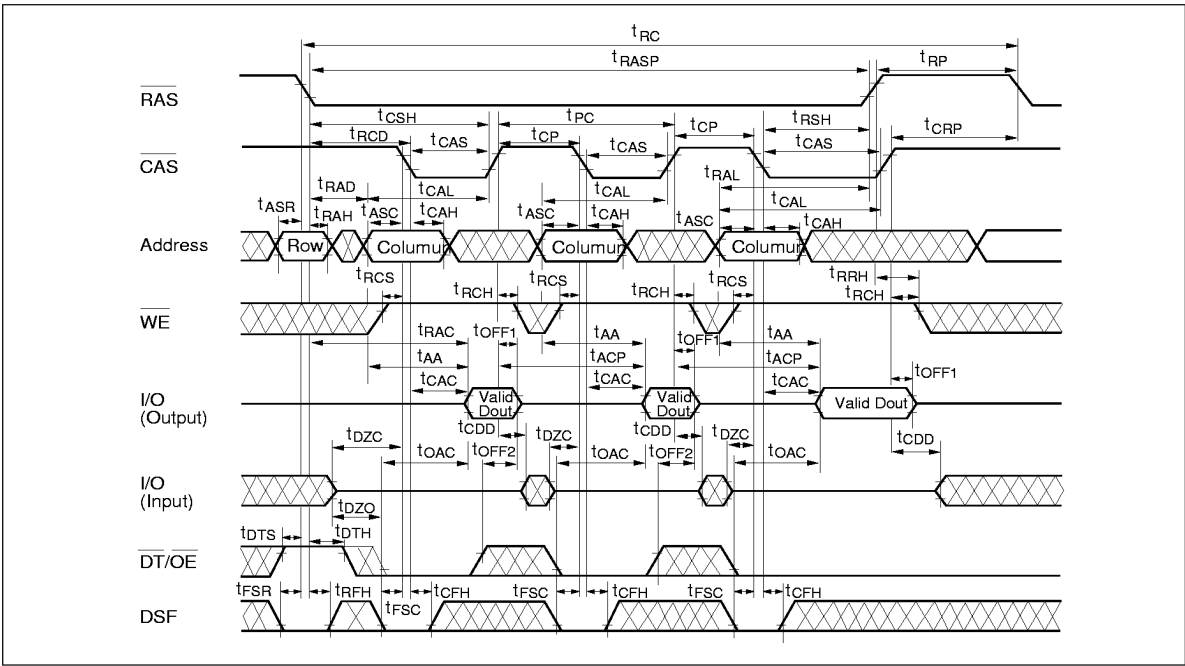 tRC
tRASP
tRP
RAS
tCSH
tPC
tRSH
tCRP
tRCD
tCAS
tCP
tCAS
tCP
tCAS
CAS
tRAD
tCAL
tCAL
tRAL
tCAL
tASR
tRAH
tASC
tCAH
tASC
tCAH
tASC
tCAH
Address
Row
Columur
Columur
Columur
tRCS
tRCH
tRCS
tRCH
tRCS
tRRH
tRCH
WE
tRAC
tOFF1
tAA
tOFF1
tAA
tAA
tACP
tACP
tCAC
tCAC
tCAC
tOFF1
I/O
(Output)
Valid
Dout
Valid
Dout
Valid Dout
tDZC
tCDD
tDZC
tCDD
tDZC
tCDD
tOAC
tOFF2
tOAC
tOFF2
tOAC
I/O
(Input)
tDZO
tDTS
tDTH
DT/OE
tFSR
tRFH
tFSC
tCFH
tFSC
tCFH
tFSC
tCFH
DSF